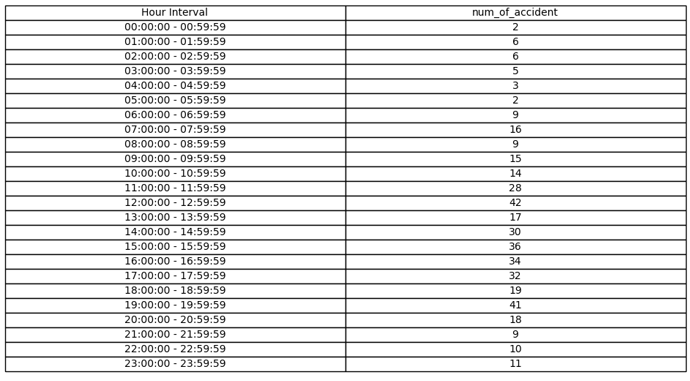 Hour Interval num_of_accident
00:00:00 - 00:59:59 2
01:00:00 - 01:59:59 6
02:00:00 - 02:59:59 6
03:00:00 - 03:59:59 5
04:00:00 - 04:59:59 3
05:00:00 - 05:59:59 2
06:00:00 - 06:59:59 9
07:00:00 - 07:59:59 16
08:00:00 - 08:59:59 9
09:00:00 - 09:59:59 15
10:00:00 - 10:59:59 14
11:00:00 - 11:59:59 28
12:00:00 - 12:59:59 42
13:00:00 - 13:59:59 17
14:00:00 - 14:59:59 30
15:00:00 - 15:59:59 36
16:00:00 - 16:59:59 34
17:00:00 - 17:59:59 32
18:00:00 - 18:59:59 19
19:00:00 - 19:59:59 41
20:00:00 - 20:59:59 18
21:00:00 - 21:59:59 9
22:00:00 - 22:59:59 10
23:00:00 - 23:59:59 11